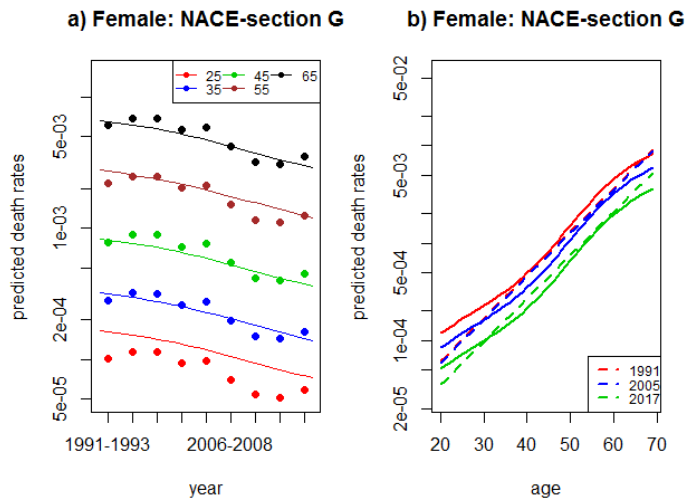 a) Female: NACE-section G
25
45
65
35
55
5e-03
1e-03
2e-04
5e-05
predicted death rates
1991-1993
2006-2008
year
b) Female: NACE-section G
5e-02
5e-03
5e-04
1e-04
2e-05
predicted death rates
1991
2005
2017
20 30 40 50 60 70
age